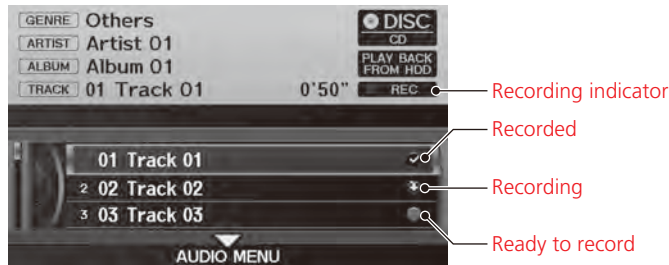 GENRE Others
ARTIST Artist 01
ALBUM Album 01
TRACK 01 Track 01 0'50"
DISC
CD
PLAY BACK
FROM HDD
REC
Recording indicator
01 Track 01
Recorded
2 02 Track 02
Recording
3 03 Track 03
Ready to record
AUDIO MENU